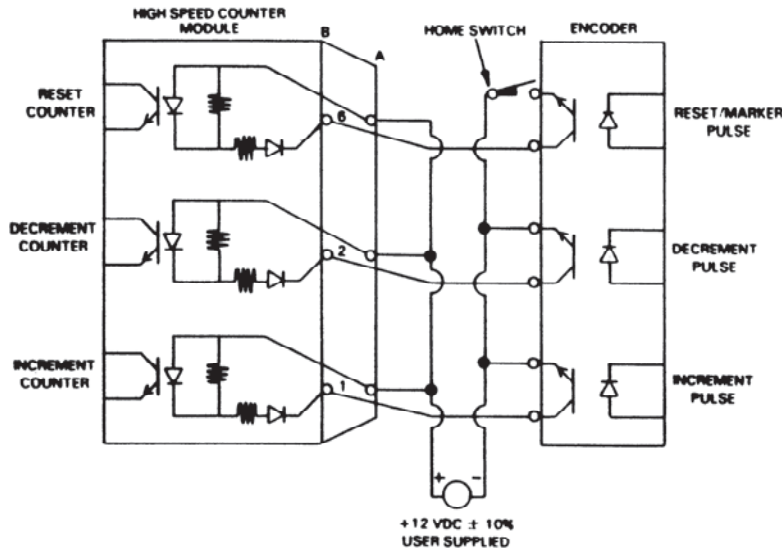 HIGH SPEED COUNTER
MODULE
B
A
HOME SWITCH
ENCODER
RESET
COUNTER
6
RESET/MARKER
PULSE
DECREMENT
COUNTER
2
DECREMENT
PULSE
INCREMENT
COUNTER
1
INCREMENT
PULSE
+ -
+12 VDC ± 10%
USER SUPPLIED